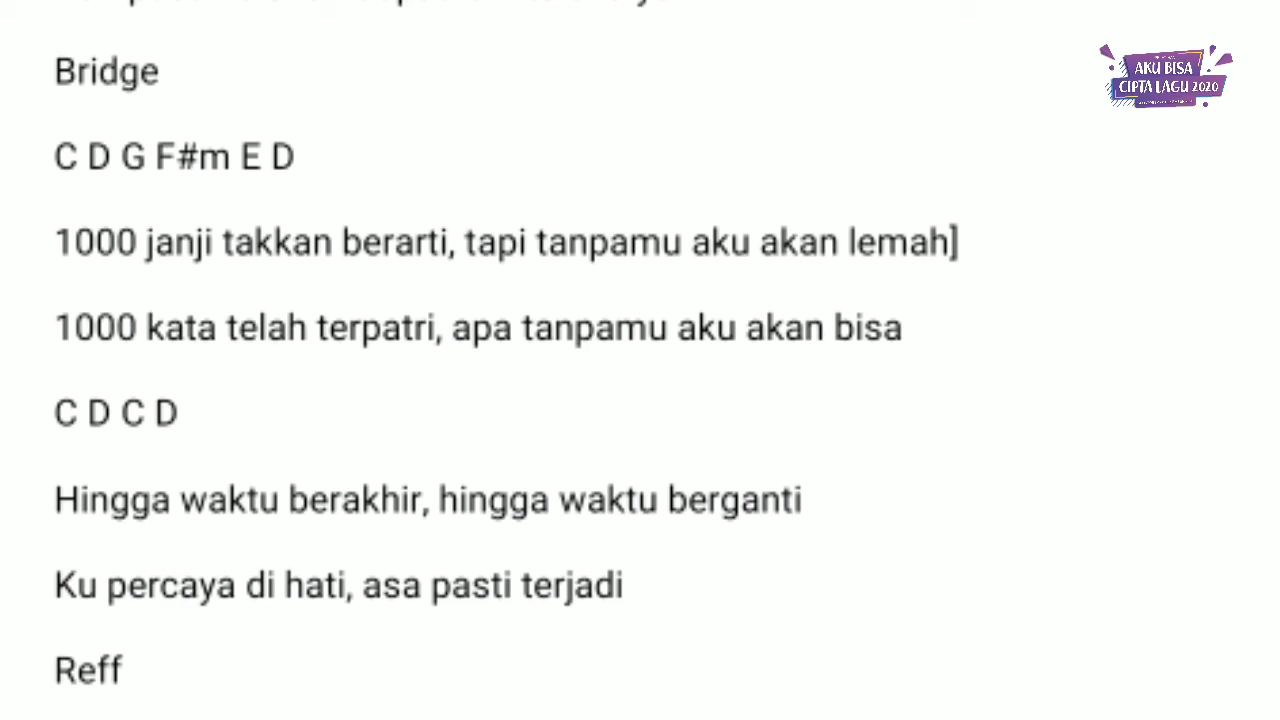 Bridge
AKU BISA
CIPTA LAGU 2020
C D G F#m E D
1000 janji takkan berarti, tapi tanpamu aku akan lemah]
1000 kata telah terpatri, apa tanpamu aku akan bisa
C D C D
Hingga waktu berakhir, hingga waktu berganti
Ku percaya di hati, asa pasti terjadi
Reff